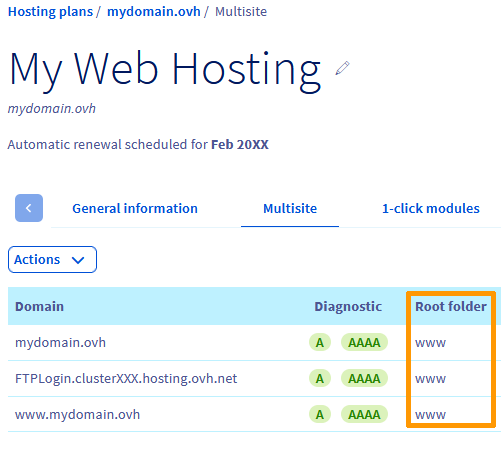 Hosting plans / mydomain.ovh / Multisite
My Web Hosting
mydomain.ovh
Automatic renewal scheduled for Feb 20XX
General information Multisite 1-click modules
Actions
Domain Diagnostic Root folder
mydomain.ovh A AAAA www
FTPLogin.clusterXXX.hosting.ovh.net A AAAA www
www.mydomain.ovh A AAAA www